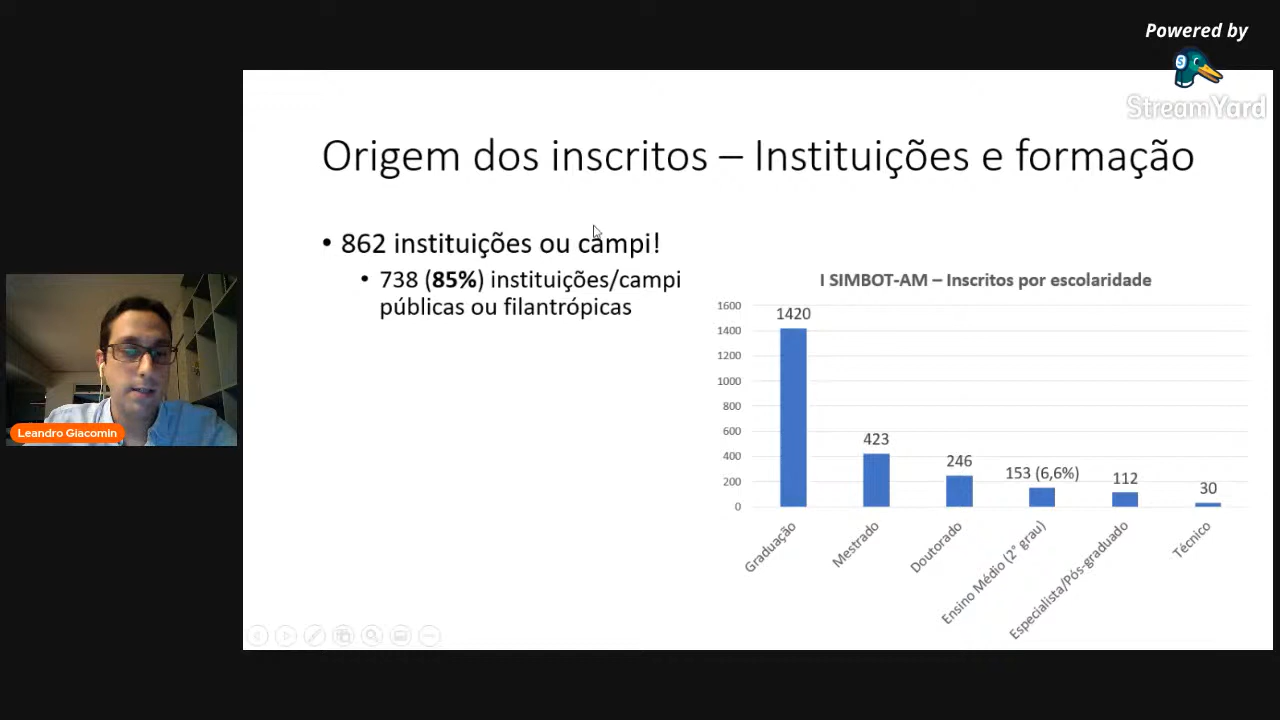 Powered by
StreamYard
Origem dos inscritos – Instituições e formação
• 862 instituições ou campi!
• 738 (85%) instituições/campi
públicas ou filantrópicas
Leandro Giacomin
I SIMBOT-AM – Inscritos por escolaridade
1600
1400
1200
1000
800
600
400
200
0
1420
423
246
153 (6,6%)
112
30
Graduação
Mestrado
Doutorado
Ensino Médio (2° grau)
Especialista/Pós-graduado
Técnico